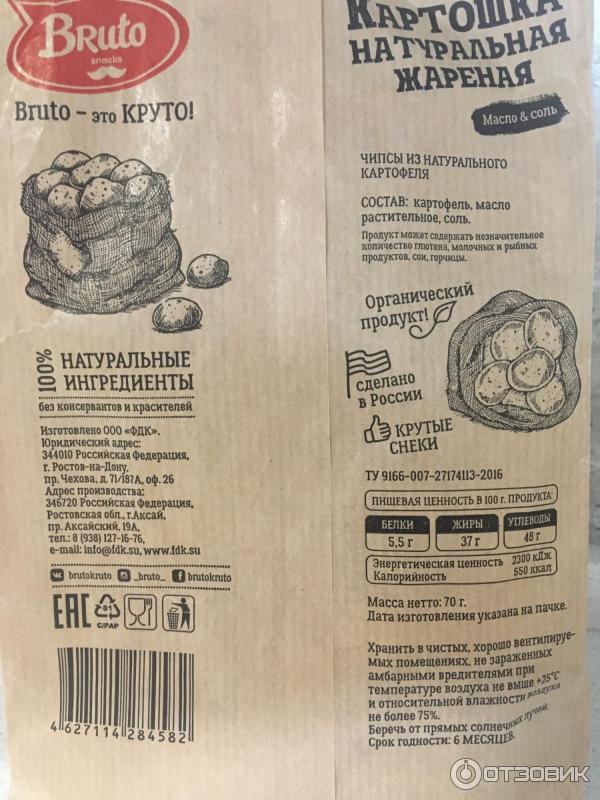 Bruto
snacks
Bruto – это КРУТО!
100% НАТУРАЛЬНЫЕ
ИНГРЕДИЕНТЫ
без консервантов и красителей
Изготовлено ООО «ФДК».
Юридический адрес:
344010 Российская Федерация,
г. Ростов-на-Дону,
пр. Чехова, д. 71/187А, оф. 26
Адрес производства:
346720 Российская Федерация,
Ростовская обл., г.Аксай,
пр. Аксайский, 19А,
тел.: 8 (938) 127-16-76,
e-mail: info@fdk.su, www.fdk.su
brutokruto _bruto_ brutokruto
EAC 81
C/PAP
4 627114 284582
КАРТОШКА
НАТУРАЛЬНАЯ
ЖАРЕНАЯ
Масло & соль
ЧИПСЫ ИЗ НАТУРАЛЬНОГО
КАРТОФЕЛЯ
СОСТАВ: картофель, масло
растительное, соль.
Продукт может содержать незначительное
количество глютена, молочных и рыбных
продуктов, сои, горчицы.
Органический
продукт!
сделано
в России
КРУТЫЕ
СНЕКИ
ТУ 9166-007-27174113-2016
ПИЩЕВАЯ ЦЕННОСТЬ В 100 г. ПРОДУКТА:
БЕЛКИ ЖИРЫ УГЛЕВОДЫ
5,5 г 37 г 48 г
Энергетическая ценность 2300 кДж
Калорийность 550 ккал
Масса нетто: 70 г.
Дата изготовления указана на пачке.
Хранить в чистых, хорошо вентилируе-
мых помещениях, не зараженных
амбарными вредителями при
температуре воздуха не выше +25°С
и относительной влажности воздуха
не более 75%.
Беречь от прямых солнечных лучей.
Срок годности: 6 МЕСЯЦЕВ.
ОТЗОВИК